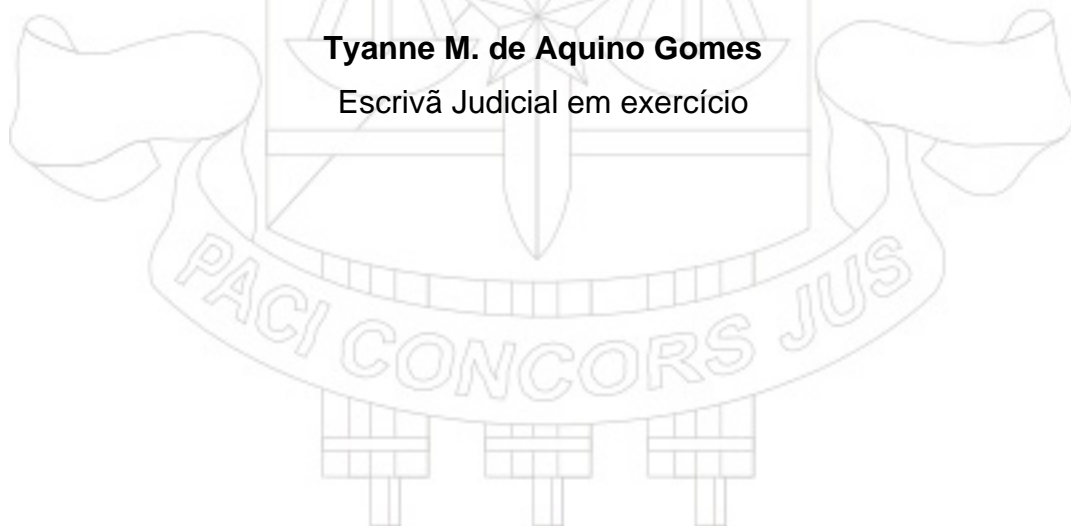 Tyanne M. de Aquino Gomes
Escrivã Judicial em exercício
PACI CONCORS JUS